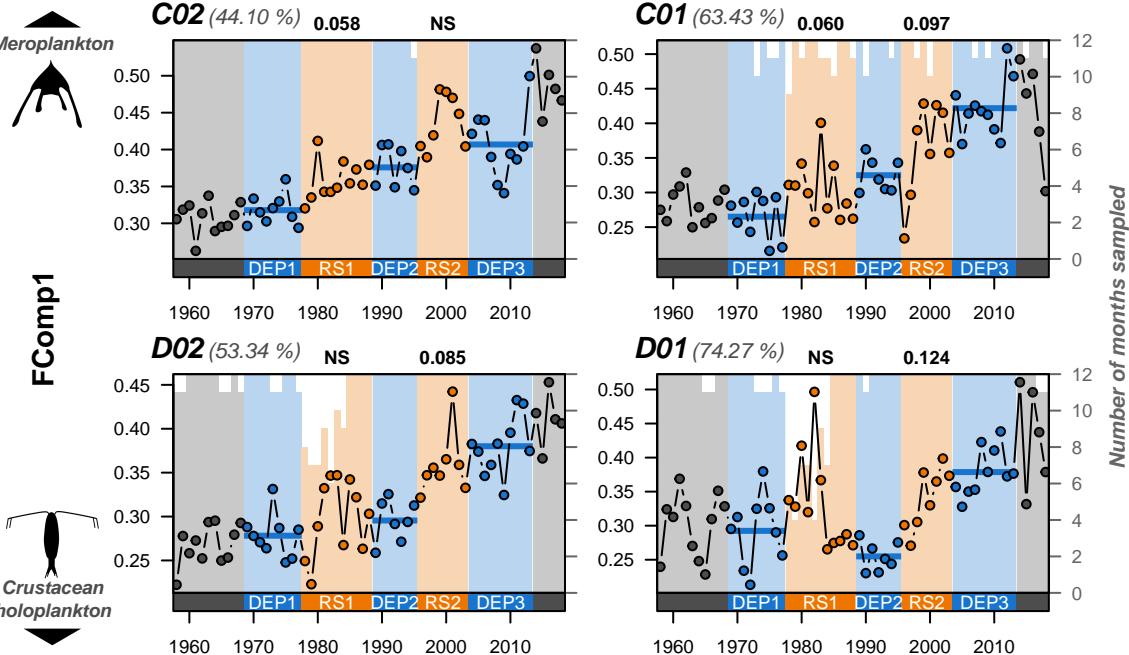 C02 (44.10 %) 0.058 NS
C01 (63.43 %) 0.060 0.097
Meroplankton
0.50
0.45
0.40
0.35
0.30
DEP1 RS1 DEP2 RS2 DEP3
1960 1970 1980 1990 2000 2010
0.50
0.45
0.40
0.35
0.30
0.25
12
10
8
6
4
2
0
DEP1 RS1 DEP2 RS2 DEP3
1960 1970 1980 1990 2000 2010
FComp1
Number of months sampled
D02 (53.34 %) NS 0.085
D01 (74.27 %) NS 0.124
0.45
0.40
0.35
0.30
0.25
DEP1 RS1 DEP2 RS2 DEP3
1960 1970 1980 1990 2000 2010
0.50
0.45
0.40
0.35
0.30
0.25
12
10
8
6
4
2
0
DEP1 RS1 DEP2 RS2 DEP3
1960 1970 1980 1990 2000 2010
Crustacean
holoplankton